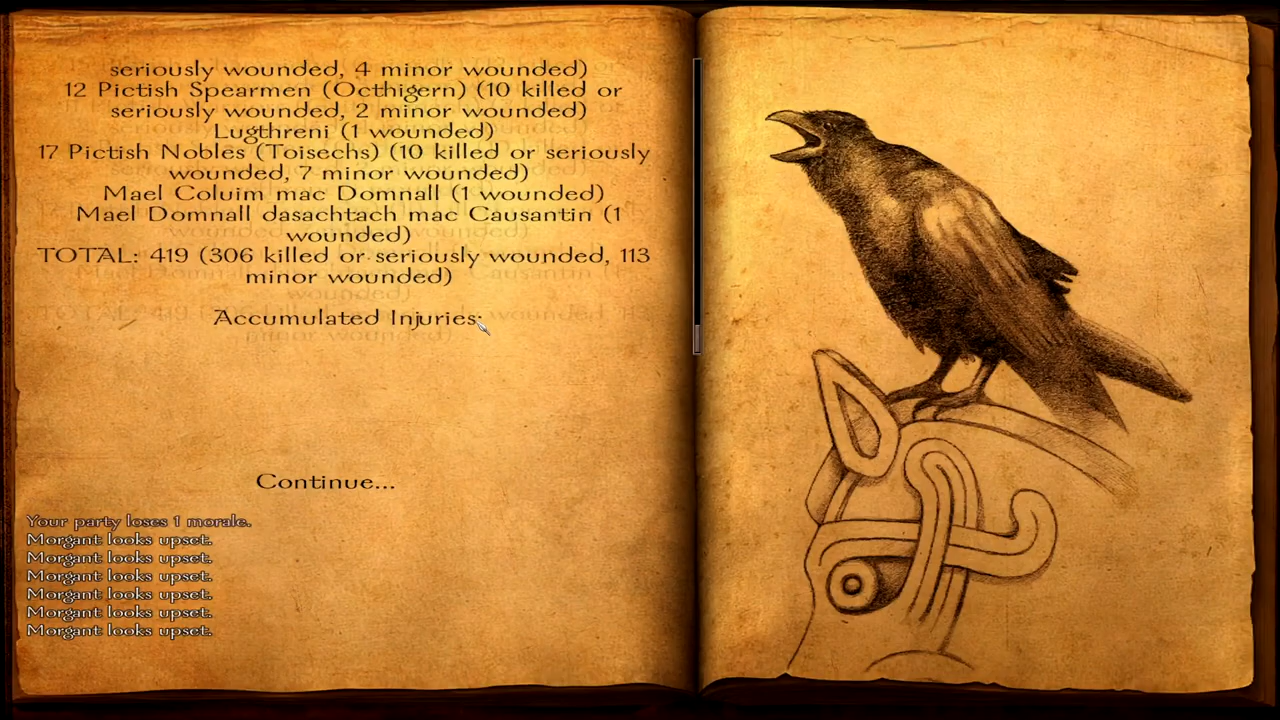 seriously wounded, 4 minor wounded)
12 Pictish Spearmen (Octhigern) (10 killed or
seriously wounded, 2 minor wounded)
Lugthreni (1 wounded)
17 Pictish Nobles (Toisechs) (10 killed or seriously
wounded, 7 minor wounded)
Mael Coluim mac Domnall (1 wounded)
Mael Domnall dasachtach mac Causantin (1
wounded)
TOTAL: 419 (306 killed or seriously wounded, 113
minor wounded)
Accumulated Injuries:
Continue...
Your party loses 1 morale.
Morgant looks upset.
Morgant looks upset.
Morgant looks upset.
Morgant looks upset.
Morgant looks upset.
Morgant looks upset.